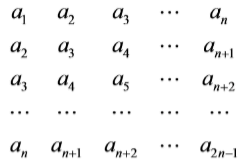 a₁ a₂ a₃ ⋯ aₙ
a₂ a₃ a₄ ⋯ aₙ₊₁
a₃ a₄ a₅ ⋯ aₙ₊₂
⋯ ⋯ ⋯ ⋯ ⋯
aₙ aₙ₊₁ aₙ₊₂ ⋯ a₂ₙ₋₁